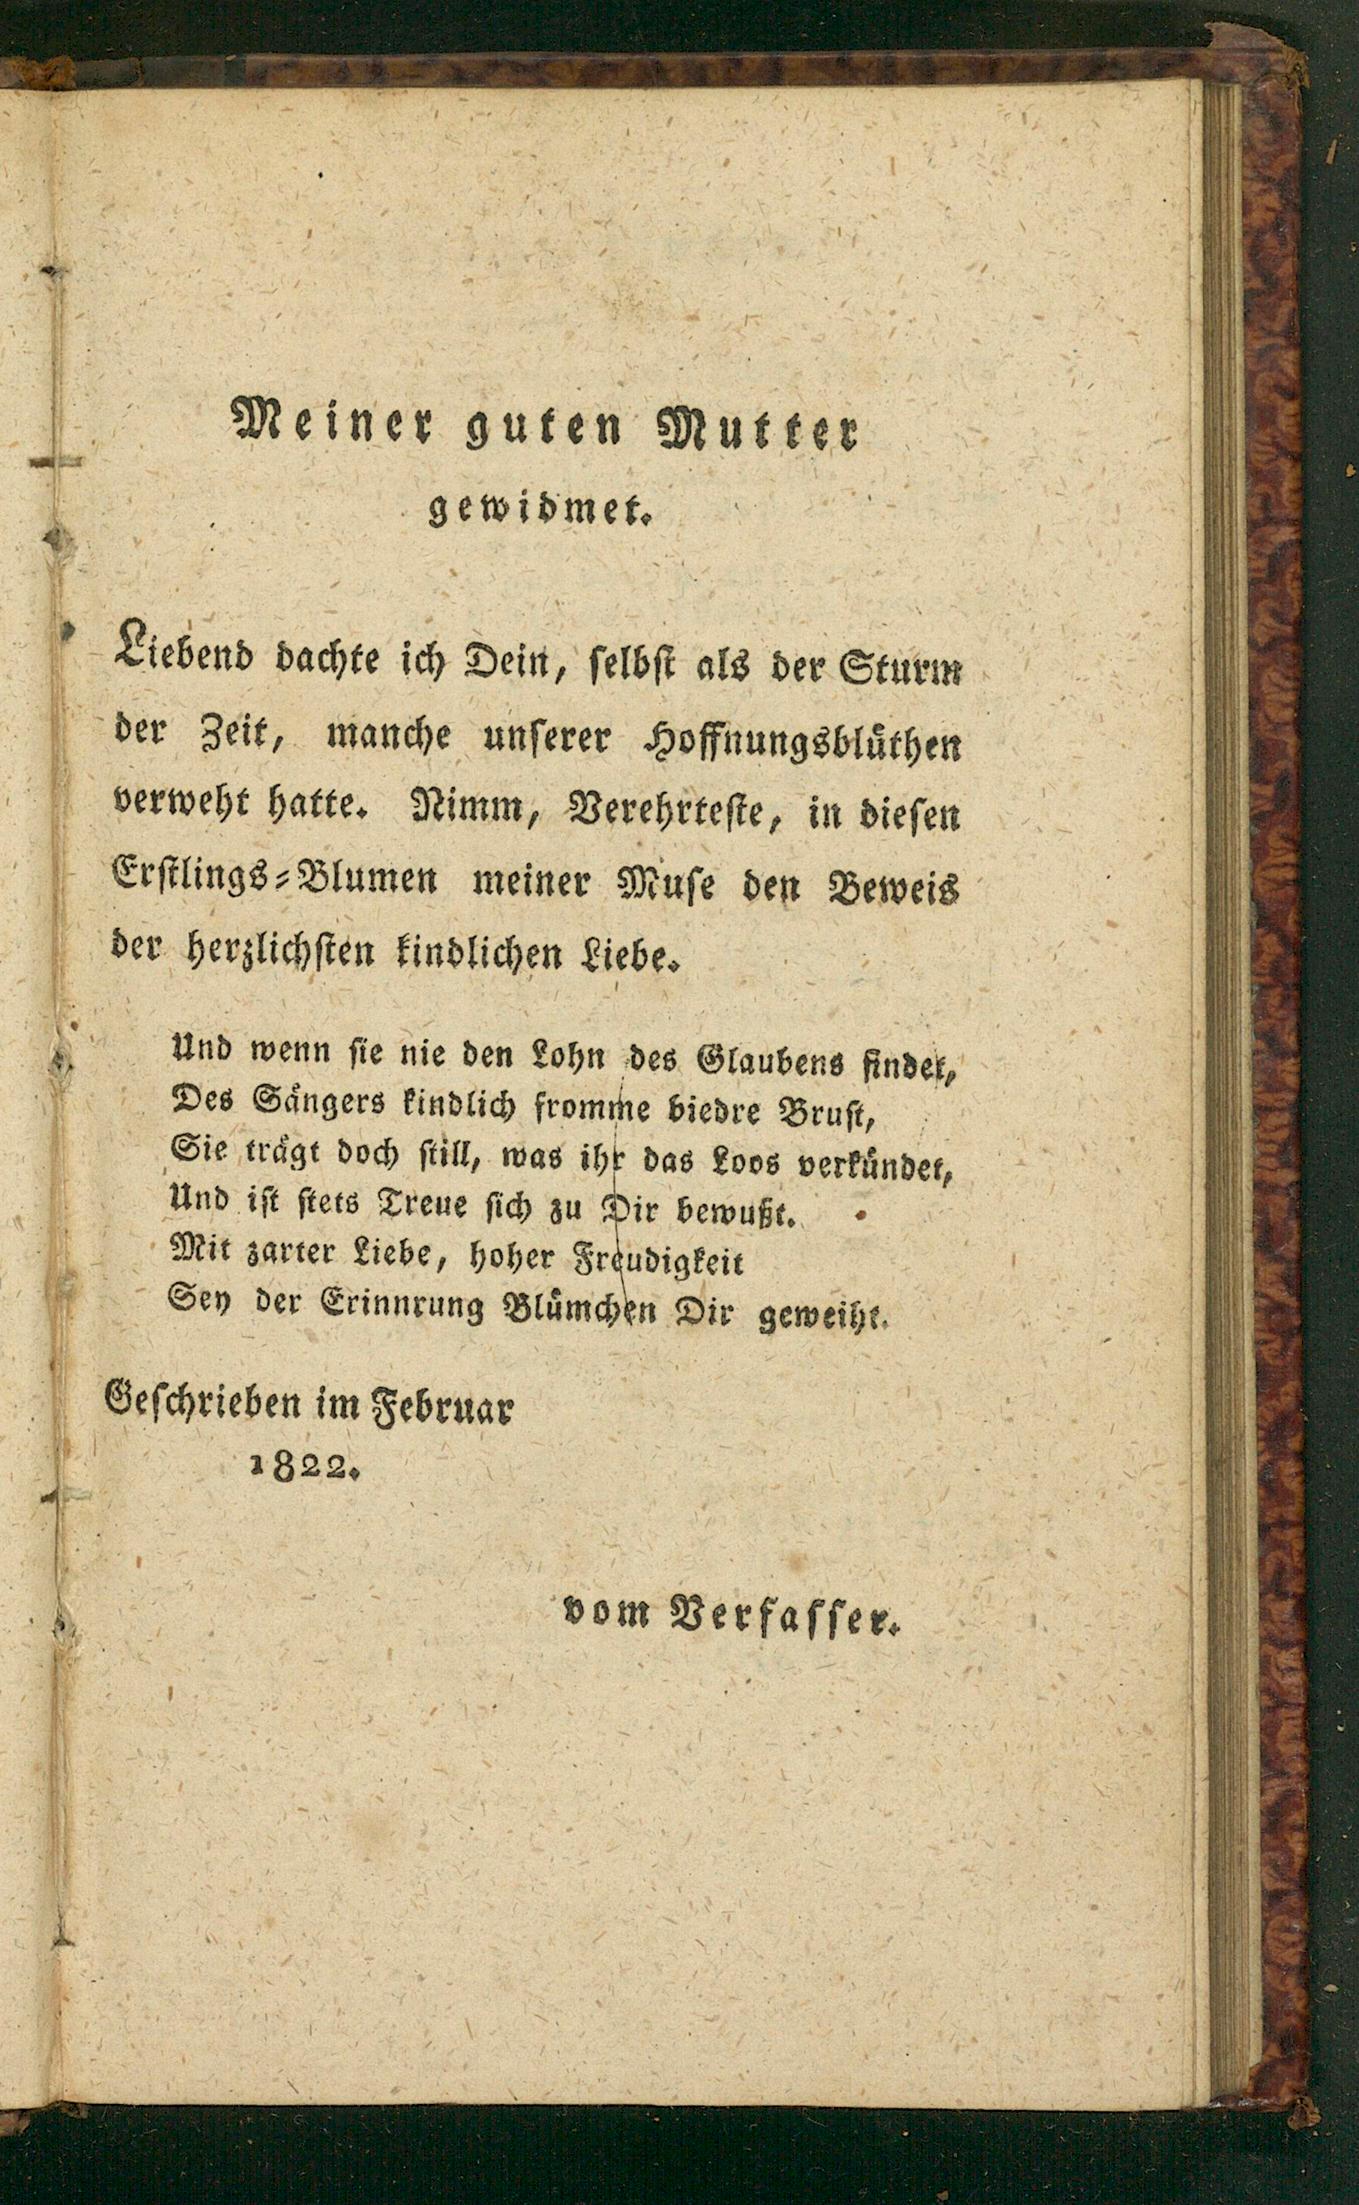 Meiner guten Mutter
gewidmet.
Liebend dachte ich Dein, selbst als der Sturm
der Zeit, manche unserer Hoffnungsblüthen
verweht hatte. Nimm, Verehrteste, in diesen
Erstlings-Blumen meiner Muse den Beweis
der herzlichsten kindlichen Liebe.
Und wenn sie nie den Lohn des Glaubens findet,
Des Sängers kindlich fromme biedre Brust,
Sie trägt doch still, was ihr das Loos verkündet,
Und ist stets Treue sich zu Dir bewußt.
Mit zarter Liebe, hoher Freudigkeit
Sey der Erinnrung Blümchen Dir geweiht.
Geschrieben im Februar
1822.
vom Verfasser.